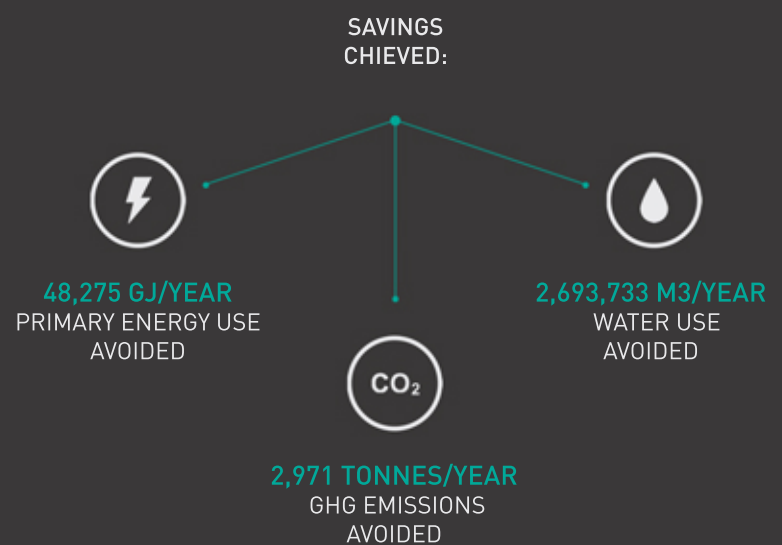 SAVINGS
CHIEVED:
48,275 GJ/YEAR
PRIMARY ENERGY USE
AVOIDED
2,693,733 M3/YEAR
WATER USE
AVOIDED
CO₂
2,971 TONNES/YEAR
GHG EMISSIONS
AVOIDED